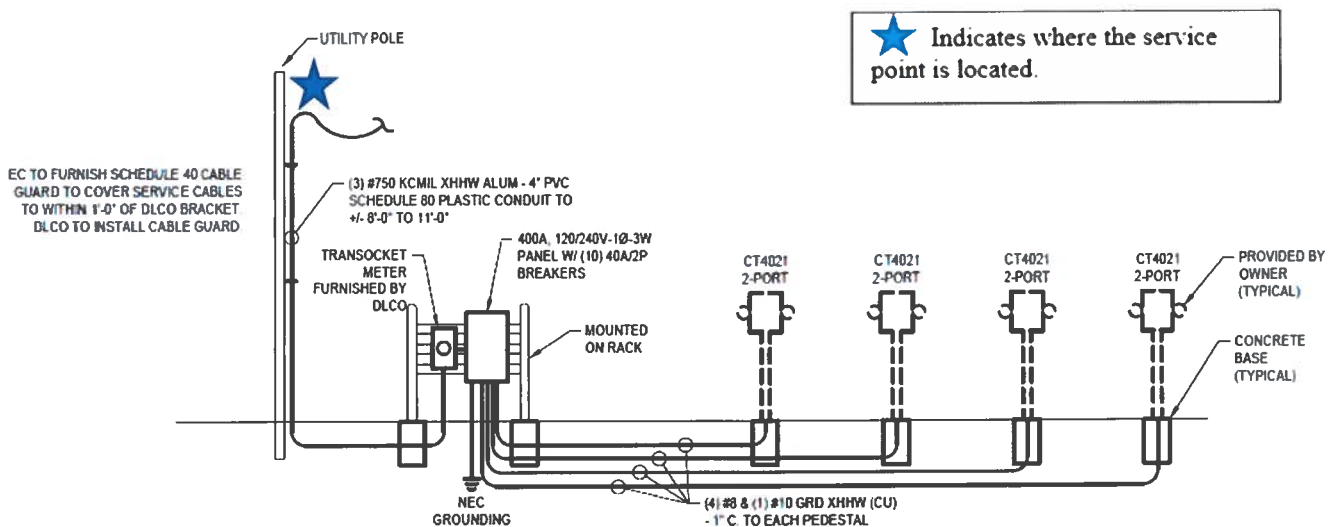 UTILITY POLE
Indicates where the service
point is located.
EC TO FURNISH SCHEDULE 40 CABLE
GUARD TO COVER SERVICE CABLES
TO WITHIN 1'-0" OF DLCO BRACKET.
DLCO TO INSTALL CABLE GUARD
(3) #750 KCMIL XHHW ALUM - 4" PVC
SCHEDULE 80 PLASTIC CONDUIT TO
+/- 8'-0" TO 11'-0"
TRANSOCKET
METER
FURNISHED BY
DLCO
400A, 120/240V-1Ø-3W
PANEL W/ (10) 40A/2P
BREAKERS
MOUNTED
ON RACK
CT4021
2-PORT
CT4021
2-PORT
CT4021
2-PORT
CT4021
2-PORT
PROVIDED BY
OWNER
(TYPICAL)
CONCRETE
BASE
(TYPICAL)
NEC
GROUNDING
(4) #8 & (1) #10 GRD XHHW (CU)
- 1" C. TO EACH PEDESTAL